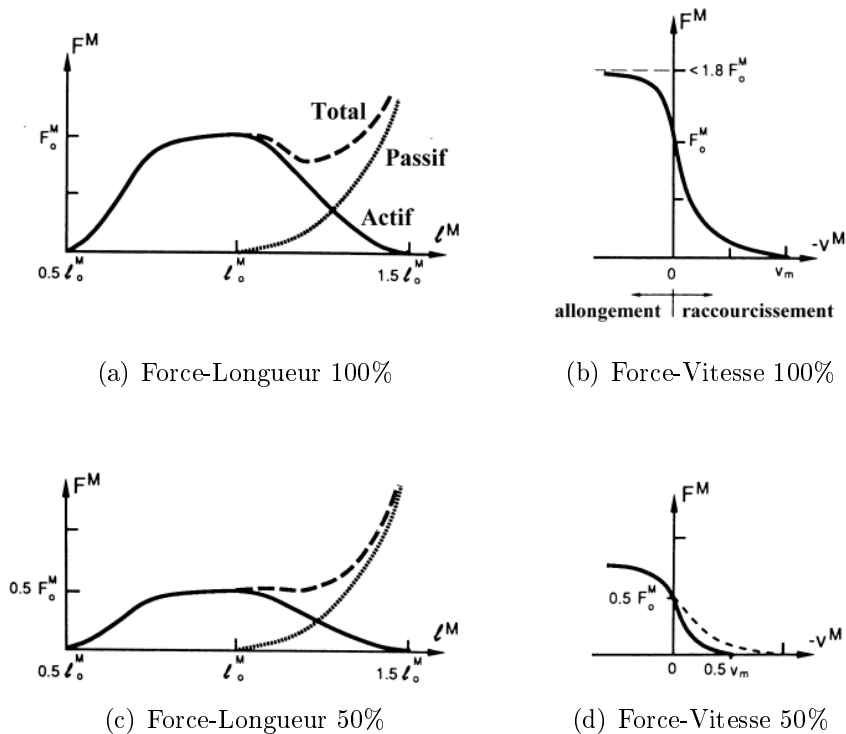 F^M
Total
F_o^M
Passif
Actif
ℓ^M
0.5 ℓ_o^M
ℓ_o^M
1.5 ℓ_o^M
(a) Force-Longueur 100%
F^M
<1.8 F_o^M
F_o^M
-v^M
0
v_m
allongement
raccourcissement
(b) Force-Vitesse 100%
F^M
0.5 F_o^M
ℓ^M
0.5 ℓ_o^M
ℓ_o^M
1.5 ℓ_o^M
(c) Force-Longueur 50%
F^M
0.5 F_o^M
-v^M
0
0.5 v_m
(d) Force-Vitesse 50%